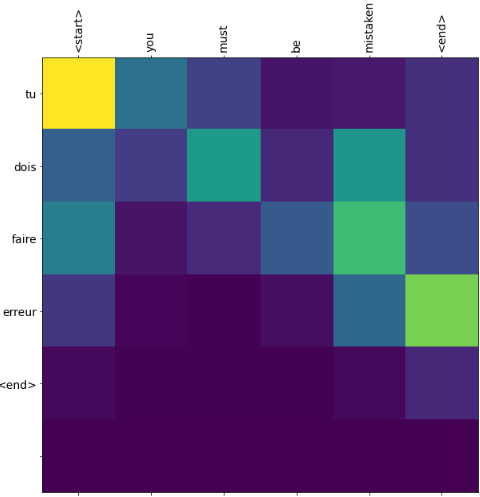 <start> you must be mistaken <end>
tu
dois
faire
erreur
<end>